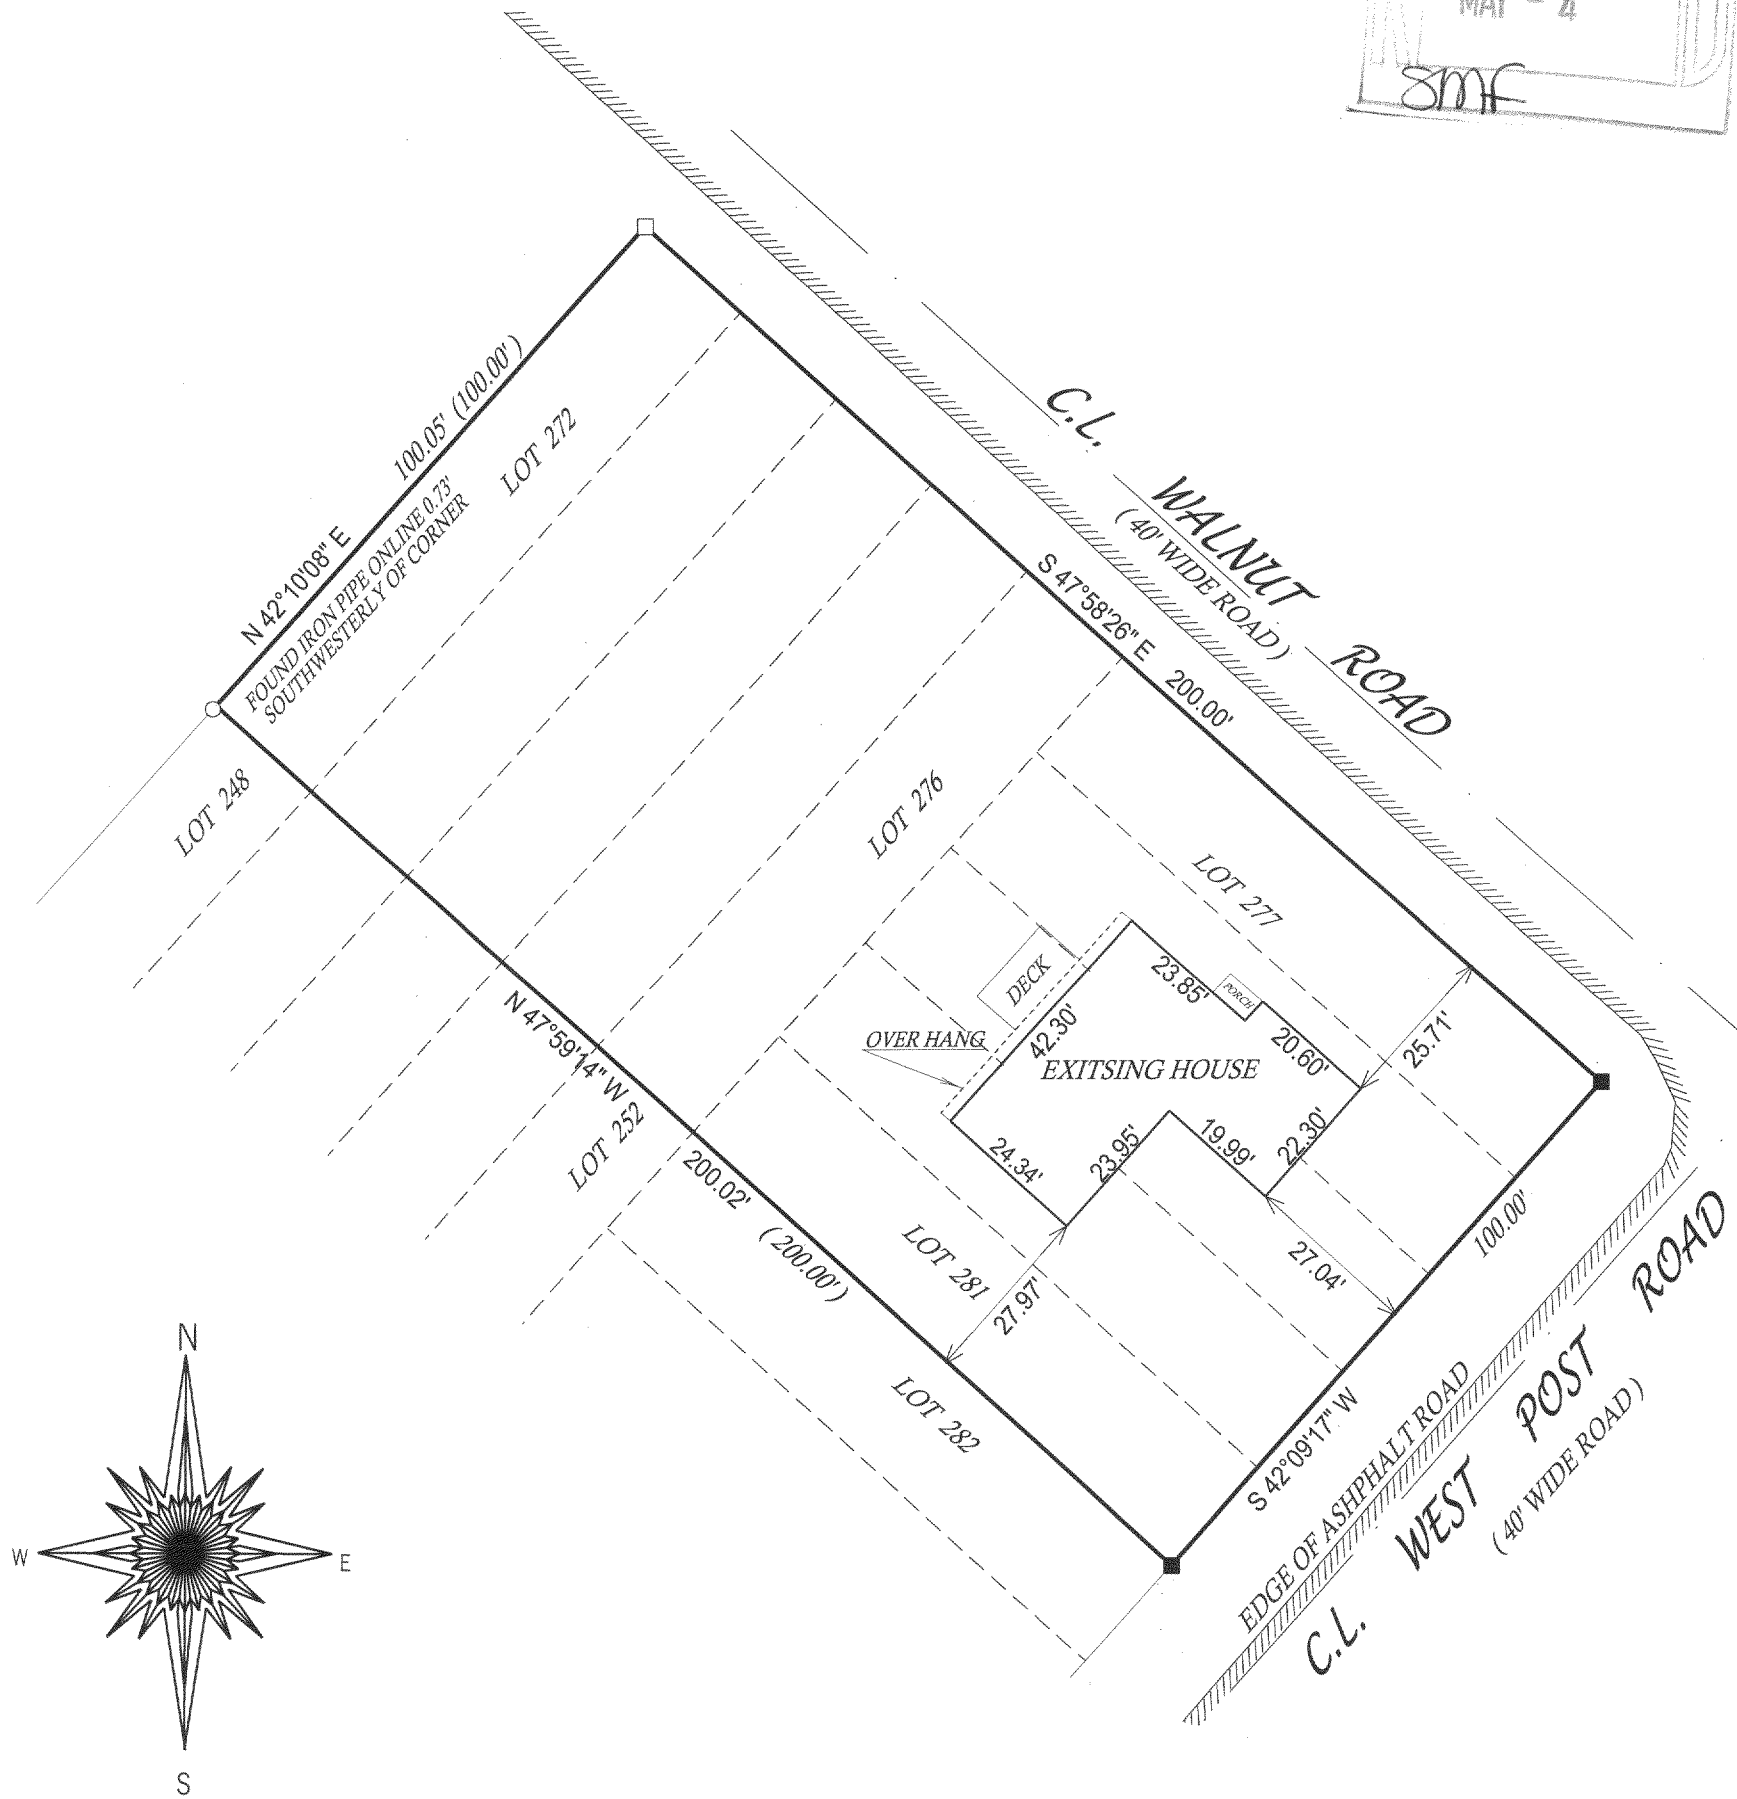 MAY - 4
SMF
C.L. WALNUT ROAD
( 40' WIDE ROAD )
100.05' (100.00')
N 42°10'08" E
FOUND IRON PIPE ONLINE 0.73'
SOUTHWESTERLY OF CORNER
LOT 272
S 47°58'26" E 200.00'
LOT 248
LOT 276
LOT 277
DECK
23.85'
PORCH
OVER HANG
42.30'
EXITSING HOUSE
20.60'
25.71'
N 47°59'14" W 200.02' ( 200.00')
LOT 252
24.34'
23.95'
19.99'
22.30'
27.04'
100.00'
LOT 281
27.97'
LOT 282
S 42°09'17" W
EDGE OF ASHPHALT ROAD
C.L. WEST POST ROAD
( 40' WIDE ROAD )
N
W
E
S